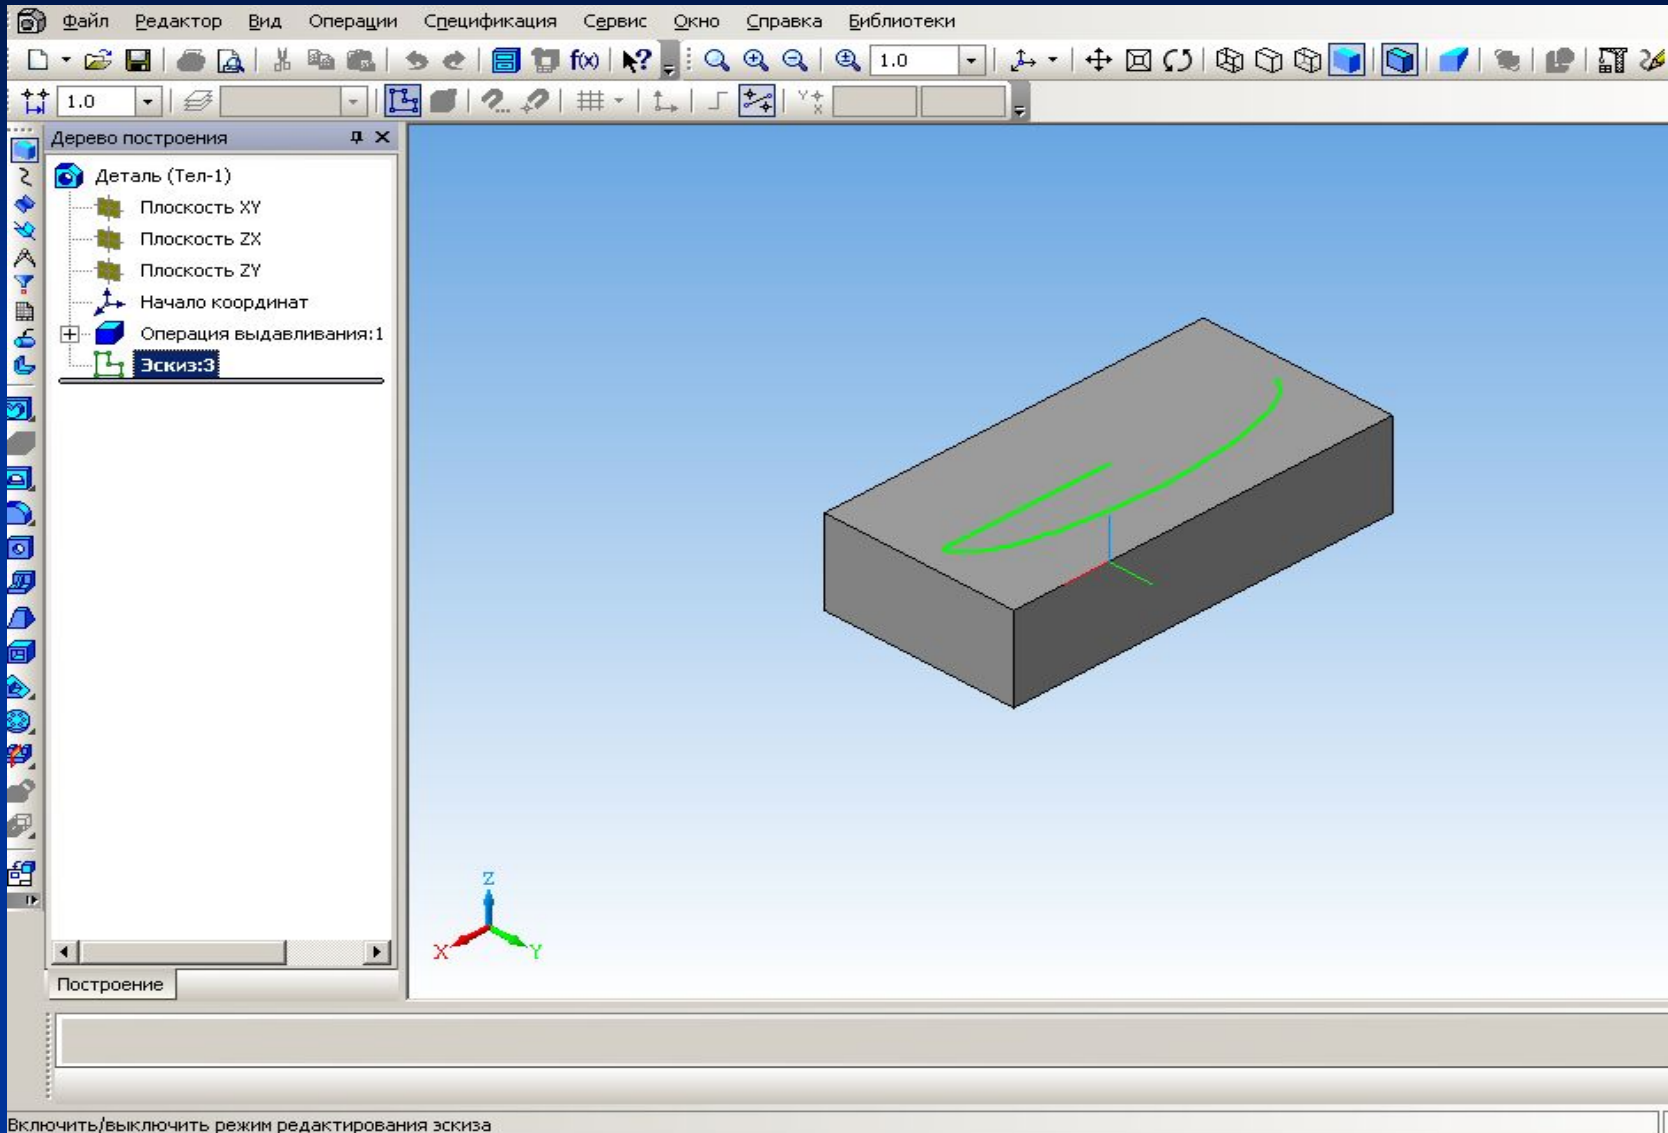 Файл Редактор Вид Операции Спецификация Сервис Окно Справка Библиотеки
f(x) ? 1.0
1.0 Y X
Дерево построения
Деталь (Тел-1)
Плоскость XY
Плоскость ZX
Плоскость ZY
Начало координат
Операция выдавливания:1
Эскиз:3
Z
X Y
Построение
Включить/выключить режим редактирования эскиза